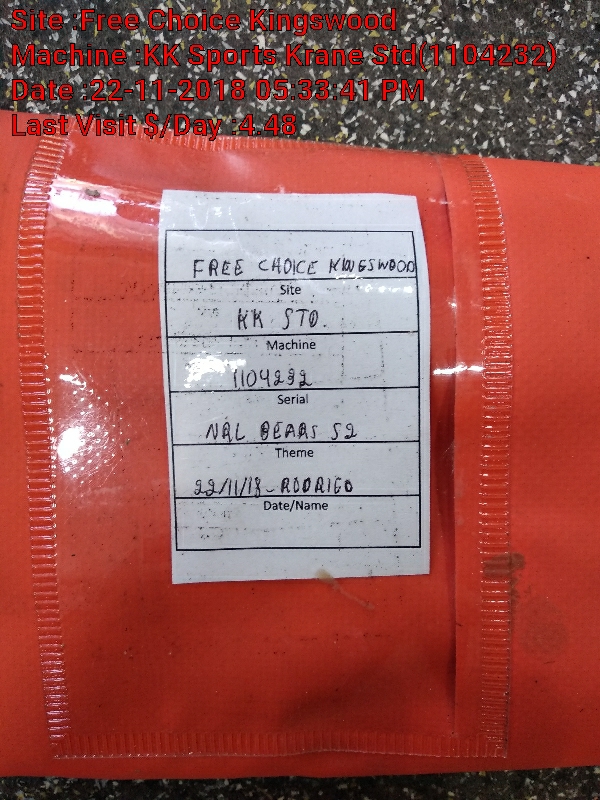 Site :Free Choice Kingswood
Machine :KK Sports Krane Std(1104232)
Date :22-11-2018 05:33:41 PM
Last Visit $/Day :4.48
FREE CHOICE KINGSWOOD
Site
KK STD.
Machine
1104232
Serial
NRL BEARS S2
Theme
22/11/18-RODRIGO
Date/Name